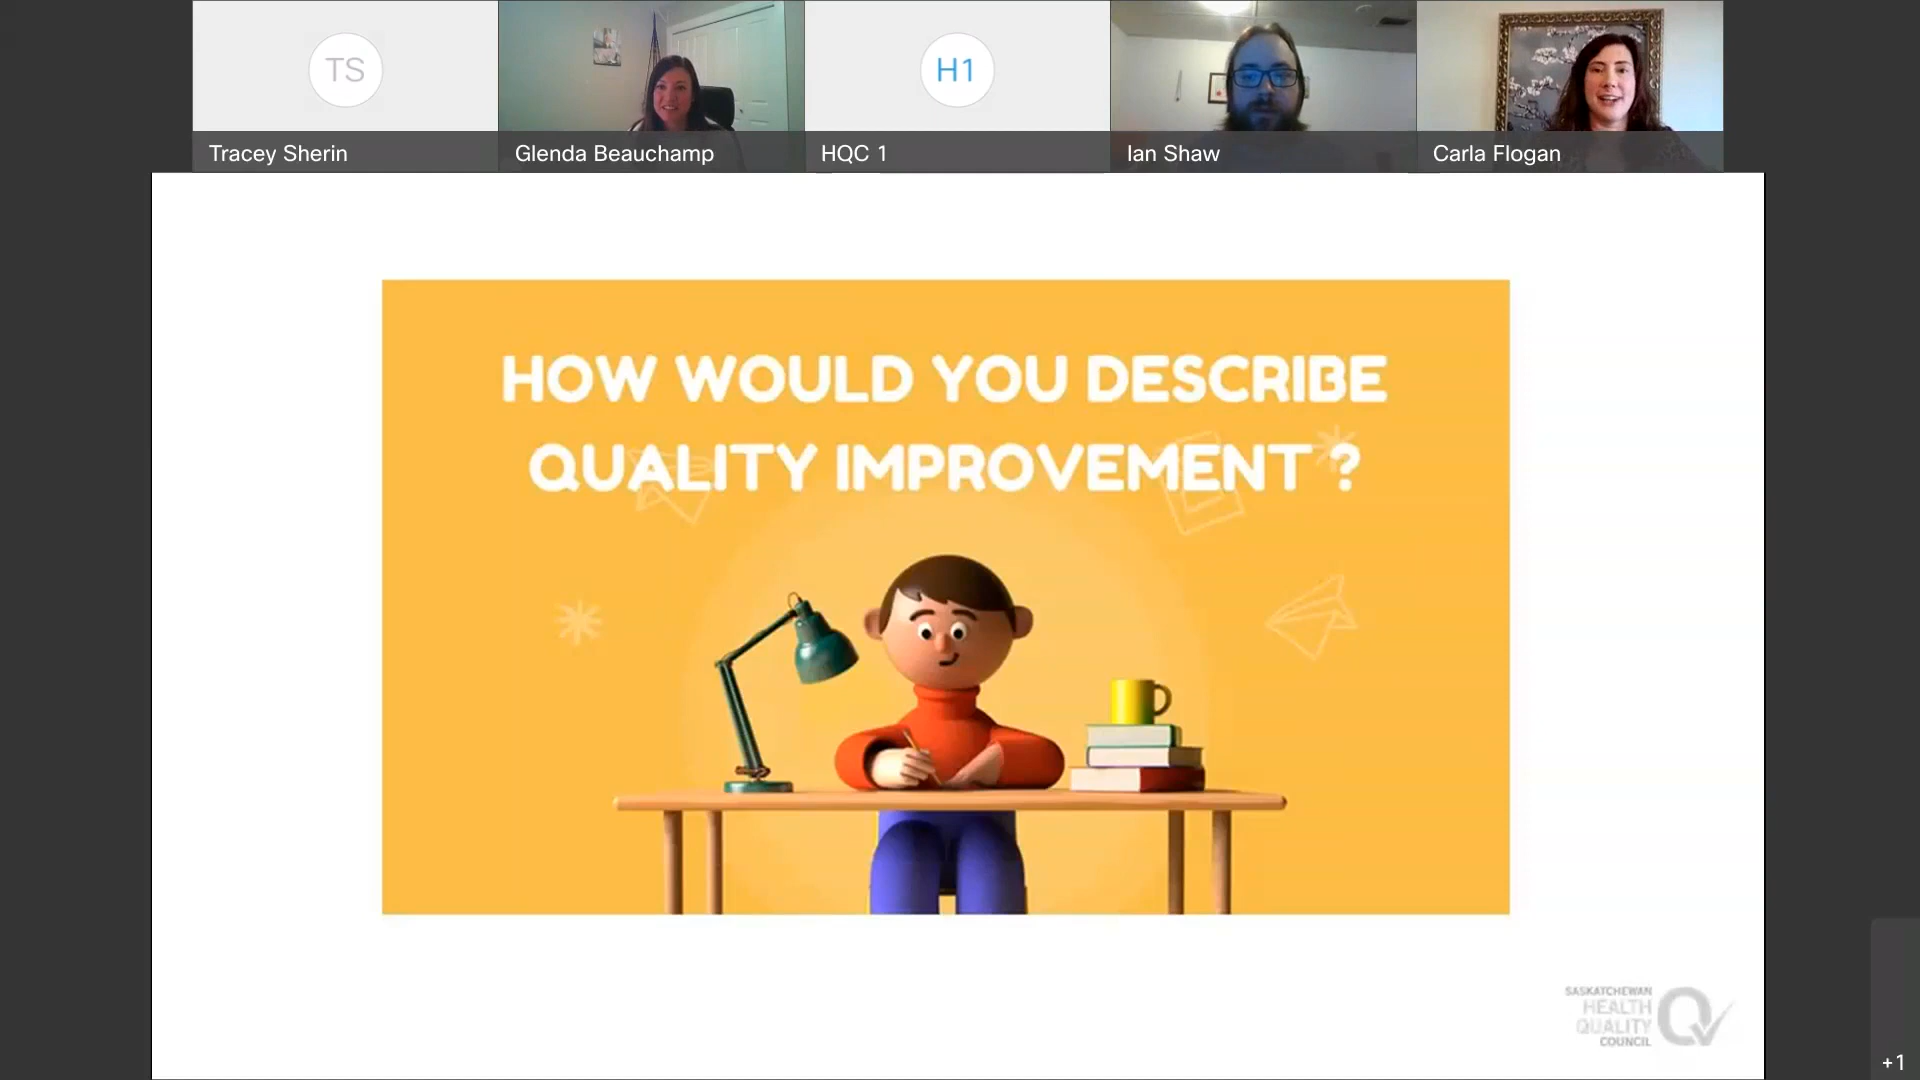 TS
H1
Tracey Sherin
Glenda Beauchamp
HQC 1
Ian Shaw
Carla Flogan
HOW WOULD YOU DESCRIBE
QUALITY IMPROVEMENT ?
SASKATCHEWAN
HEALTH
QUALITY
COUNCIL
+1